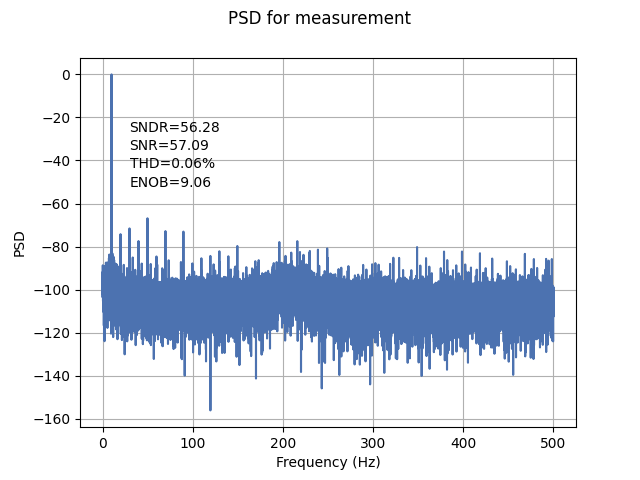 PSD for measurement
0
−20
−40
−60
−80
−100
−120
−140
−160
PSD
SNDR=56.28
SNR=57.09
THD=0.06%
ENOB=9.06
0 100 200 300 400 500
Frequency (Hz)